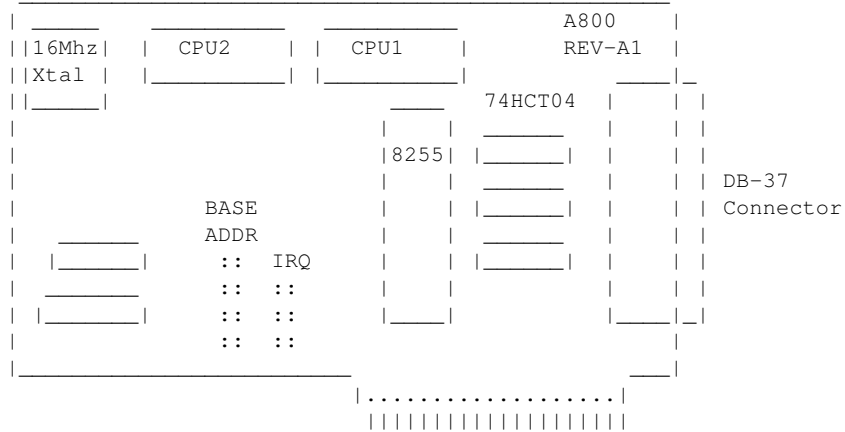 A800
16Mhz CPU2 CPU1 REV-A1
Xtal
74HCT04
8255
DB-37
BASE Connector
ADDR
IRQ